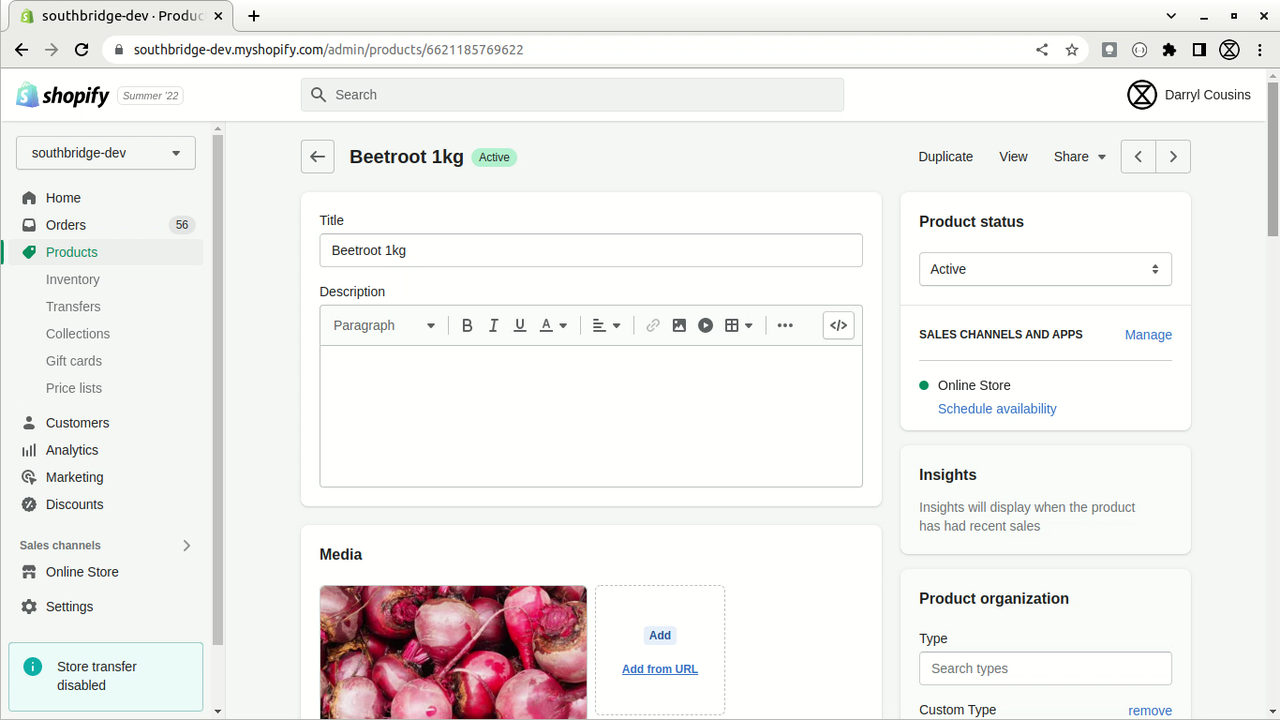 southbridge-dev · Produc
southbridge-dev.myshopify.com/admin/products/6621185769622
shopify
Summer '22
Search
Darryl Cousins
southbridge-dev
Home
Orders
56
Products
Inventory
Transfers
Collections
Gift cards
Price lists
Customers
Analytics
Marketing
Discounts
Sales channels
Online Store
Settings
Store transfer
disabled
Beetroot 1kg
Active
Duplicate
View
Share
Title
Beetroot 1kg
Description
Paragraph
B I U A
</>
Media
Add
Add from URL
Product status
Active
SALES CHANNELS AND APPS
Manage
Online Store
Schedule availability
Insights
Insights will display when the product
has had recent sales
Product organization
Type
Search types
Custom Type
remove